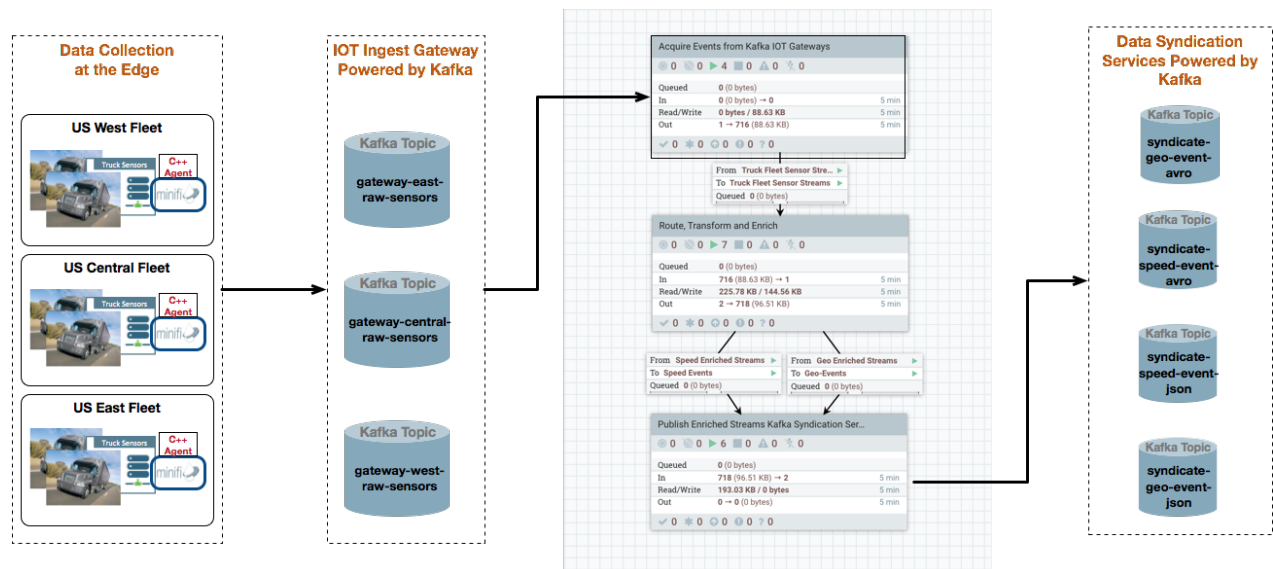 Data Collection
at the Edge
US West Fleet
Truck Sensors
C++
Agent
minifi
US Central Fleet
Truck Sensors
C++
Agent
minifi
US East Fleet
Truck Sensors
C++
Agent
minifi
IOT Ingest Gateway
Powered by Kafka
Kafka Topic
gateway-east-
raw-sensors
Kafka Topic
gateway-central-
raw-sensors
Kafka Topic
gateway-west-
raw-sensors
Acquire Events from Kafka IOT Gateways
0 0 4 0 0 0
Queued 0 (0 bytes)
In 0 (0 bytes) → 0 5 min
Read/Write 0 bytes / 88.63 KB 5 min
Out 1 → 716 (88.63 KB) 5 min
0 0 0 0 ? 0
From Truck Fleet Sensor Stre...
To Truck Fleet Sensor Streams
Queued 0 (0 bytes)
Route, Transform and Enrich
0 0 7 0 0 0
Queued 0 (0 bytes)
In 716 (88.63 KB) → 1 5 min
Read/Write 225.78 KB / 144.56 KB 5 min
Out 2 → 718 (96.51 KB) 5 min
0 0 0 0 ? 0
From Speed Enriched Streams
To Speed Events
Queued 0 (0 bytes)
From Geo Enriched Streams
To Geo-Events
Queued 0 (0 bytes)
Publish Enriched Streams Kafka Syndication Ser...
0 0 6 0 0 0
Queued 0 (0 bytes)
In 718 (96.51 KB) → 2 5 min
Read/Write 193.03 KB / 0 bytes 5 min
Out 0 → 0 (0 bytes) 5 min
0 0 0 0 ? 0
Data Syndication
Services Powered by
Kafka
Kafka Topic
syndicate-
geo-event-
avro
Kafka Topic
syndicate-
speed-event-
avro
Kafka Topic
syndicate-
speed-event-
json
Kafka Topic
syndicate-
geo-event-
json